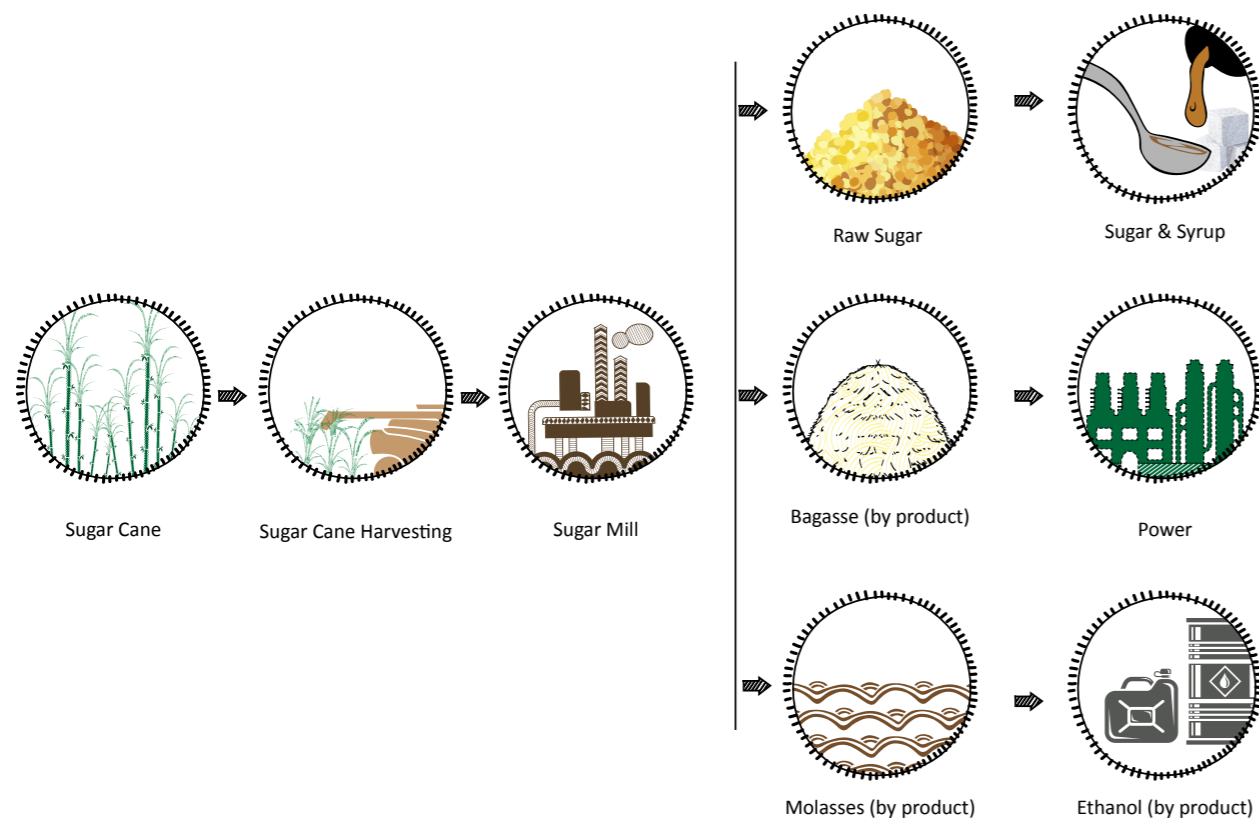 Raw Sugar
Sugar & Syrup
Sugar Cane
Sugar Cane Harvesting
Sugar Mill
Bagasse (by product)
Power
Molasses (by product)
Ethanol (by product)